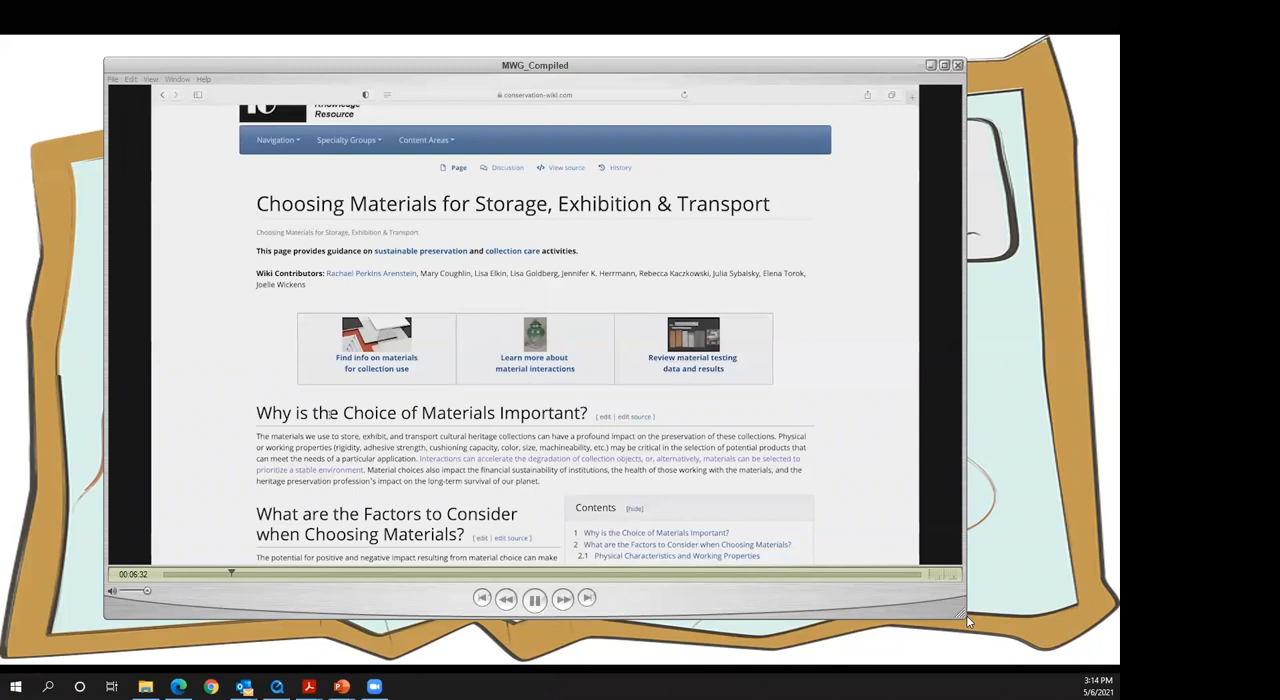 MWG_Compiled
File Edit View Window Help
conservation-wiki.com
Knowledge
Resource
Navigation Specialty Groups Content Areas
Page Discussion View source History
Choosing Materials for Storage, Exhibition & Transport
Choosing Materials for Storage, Exhibition & Transport
This page provides guidance on sustainable preservation and collection care activities.
Wiki Contributors: Rachael Perkins Arenstein, Mary Coughlin, Lisa Elkin, Lisa Goldberg, Jennifer K. Herrmann, Rebecca Kaczkowski, Julia Sybalsky, Elena Torok,
Joelle Wickens
Find info on materials
for collection use
Learn more about
material interactions
Review material testing
data and results
Why is the Choice of Materials Important? [ edit | edit source ]
The materials we use to store, exhibit, and transport cultural heritage collections can have a profound impact on the preservation of these collections. Physical
or working properties (rigidity, adhesive strength, cushioning capacity, color, size, machineability, etc.) may be critical in the selection of potential products that
can meet the needs of a particular application. Interactions can accelerate the degradation of collection objects, or, alternatively, materials can be selected to
prioritize a stable environment. Material choices also impact the financial sustainability of institutions, the health of those working with the materials, and the
heritage preservation profession's impact on the long-term survival of our planet.
What are the Factors to Consider
when Choosing Materials? [ edit | edit source ]
The potential for positive and negative impact resulting from material choice can make
Contents [hide]
1 Why is the Choice of Materials Important?
2 What are the Factors to Consider when Choosing Materials?
2.1 Physical Characteristics and Working Properties
00:06:32
3:14 PM
5/6/2021